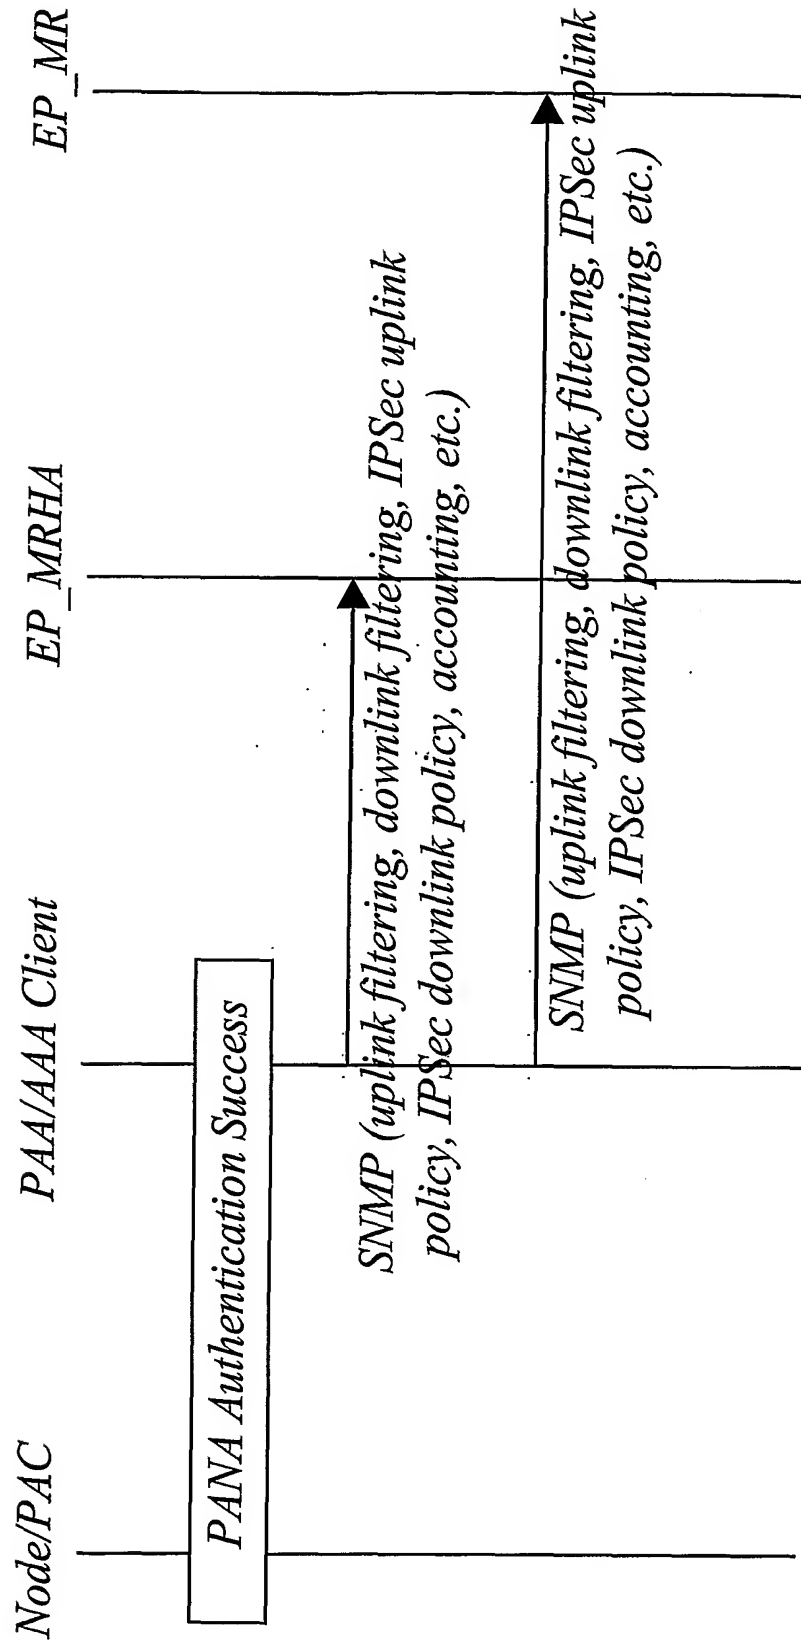 Node/PAC
PAA/AAA Client
EP_MRHA
EP_MR
PANA Authentication Success
SNMP (uplink filtering, downlink filtering, IPSec uplink
policy, IPSec downlink policy, accounting, etc.)
SNMP (uplink filtering, downlink filtering, IPSec uplink
policy, IPSec downlink policy, accounting, etc.)